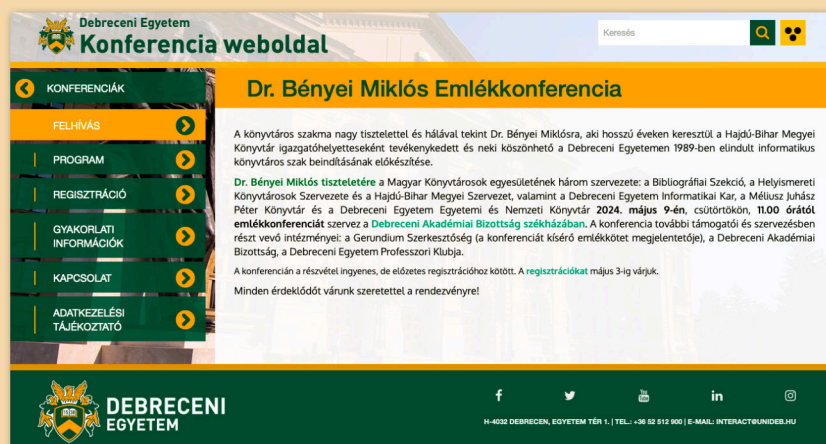 Debreceni Egyetem
Konferencia weboldal
Keresés
KONFERENCIÁK
FELHÍVÁS
PROGRAM
REGISZTRÁCIÓ
GYAKORLATI
INFORMÁCIÓK
KAPCSOLAT
ADATKEZELÉSI
TÁJÉKOZTATÓ
Dr. Bényei Miklós Emlékkonferencia
A könyvtáros szakma nagy tisztelettel és hálával tekint Dr. Bényei Miklósra, aki hosszú éveken keresztül a Hajdú-Bihar Megyei
Könyvtár igazgatóhelyetteseként tevékenykedett és neki köszönhető a Debreceni Egyetemen 1989-ben elindult informatikus
könyvtáros szak beindításának előkészítése.
Dr. Bényei Miklós tiszteletére a Magyar Könyvtárosok egyesületének három szervezete: a Bibliográfiai Szekció, a Helyismereti
Könyvtárosok Szervezete és a Hajdú-Bihar Megyei Szervezet, valamint a Debreceni Egyetem Informatikai Kar, a Méliusz Juhász
Péter Könyvtár és a Debreceni Egyetem Egyetemi és Nemzeti Könyvtár 2024. május 9-én, csütörtökön, 11.00 órától
emlékkonferenciát szervez a Debreceni Akadémiai Bizottság székházában. A konferencia további támogatói és szervezésben
részt vevő intézményei: a Gerundium Szerkesztőség (a konferenciát kísérő emlékkötet megjelentetője), a Debreceni Akadémiai
Bizottság, a Debreceni Egyetem Professzori Klubja.
A konferencián a részvétel ingyenes, de előzetes regisztrációhoz kötött. A regisztrációkat május 3-ig várjuk.
Minden érdeklődőt várunk szeretettel a rendezvényre!
DEBRECENI
EGYETEM
H-4032 DEBRECEN, EGYETEM TÉR 1. | TEL.: +36 52 512 900 | E-MAIL: INTERACT@UNIDEB.HU